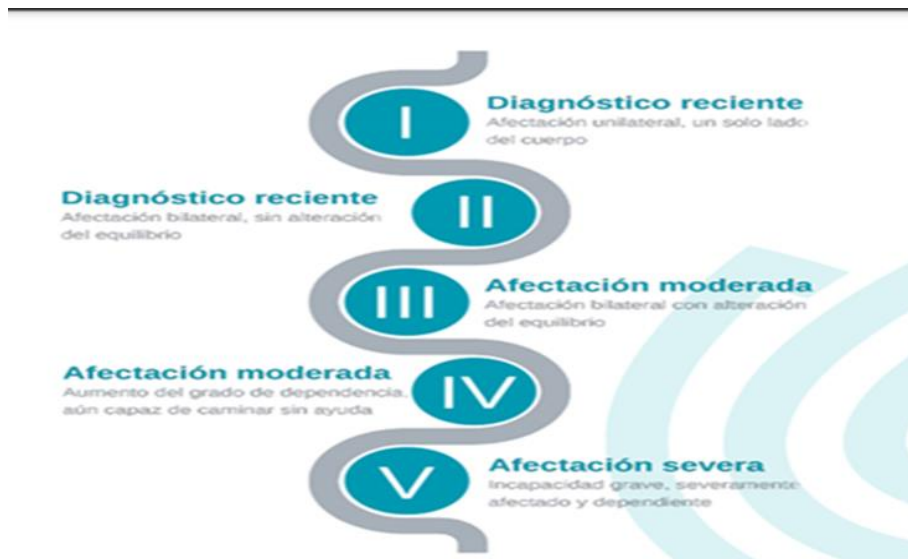 I
Diagnóstico reciente
Afectación unilateral, un solo lado
del cuerpo
Diagnóstico reciente
Afectación bilateral, sin alteración
del equilibrio
II
III
Afectación moderada
Afectación bilateral con alteración
del equilibrio
Afectación moderada
Aumento del grado de dependencia,
aún capaz de caminar sin ayuda
IV
V
Afectación severa
Incapacidad grave, severamente
afectado y dependiente